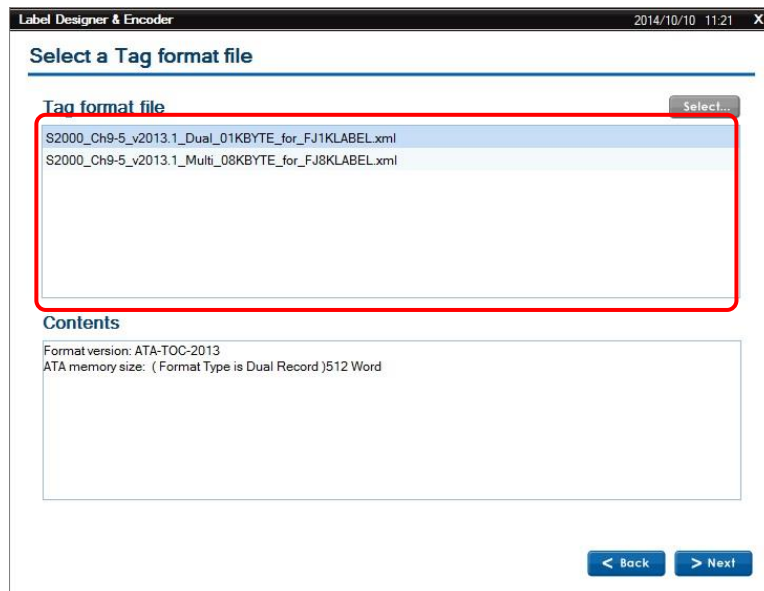 Label Designer & Encoder 2014/10/10 11:21 X
Select a Tag format file
Tag format file Select...
S2000_Ch9-5_v2013.1_Dual_01KBYTE_for_FJ1KLABEL.xml
S2000_Ch9-5_v2013.1_Multi_08KBYTE_for_FJ8KLABEL.xml
Contents
Format version: ATA-TOC-2013
ATA memory size: ( Format Type is Dual Record )512 Word
< Back > Next